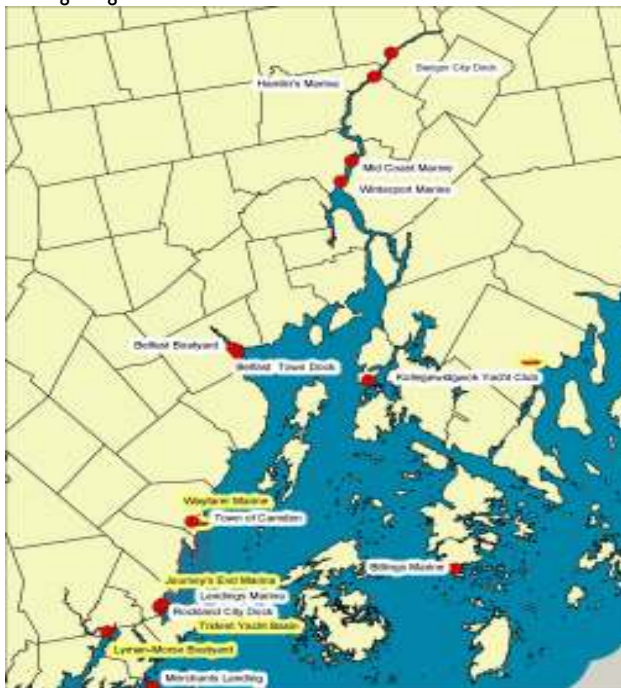 Hamlin's Marine
Bangor City Dock
Mid Coast Marine
Winterport Marine
Belfast Boatyard
Belfast Town Dock
Kollegewidgwok Yacht Club
Wayfarer Marine
Town of Camden
Journey's End Marina
Billings Marine
Landings Marina
Rockland City Dock
Trident Yacht Basin
Lyman-Morse Boatyard
Merchants Landing